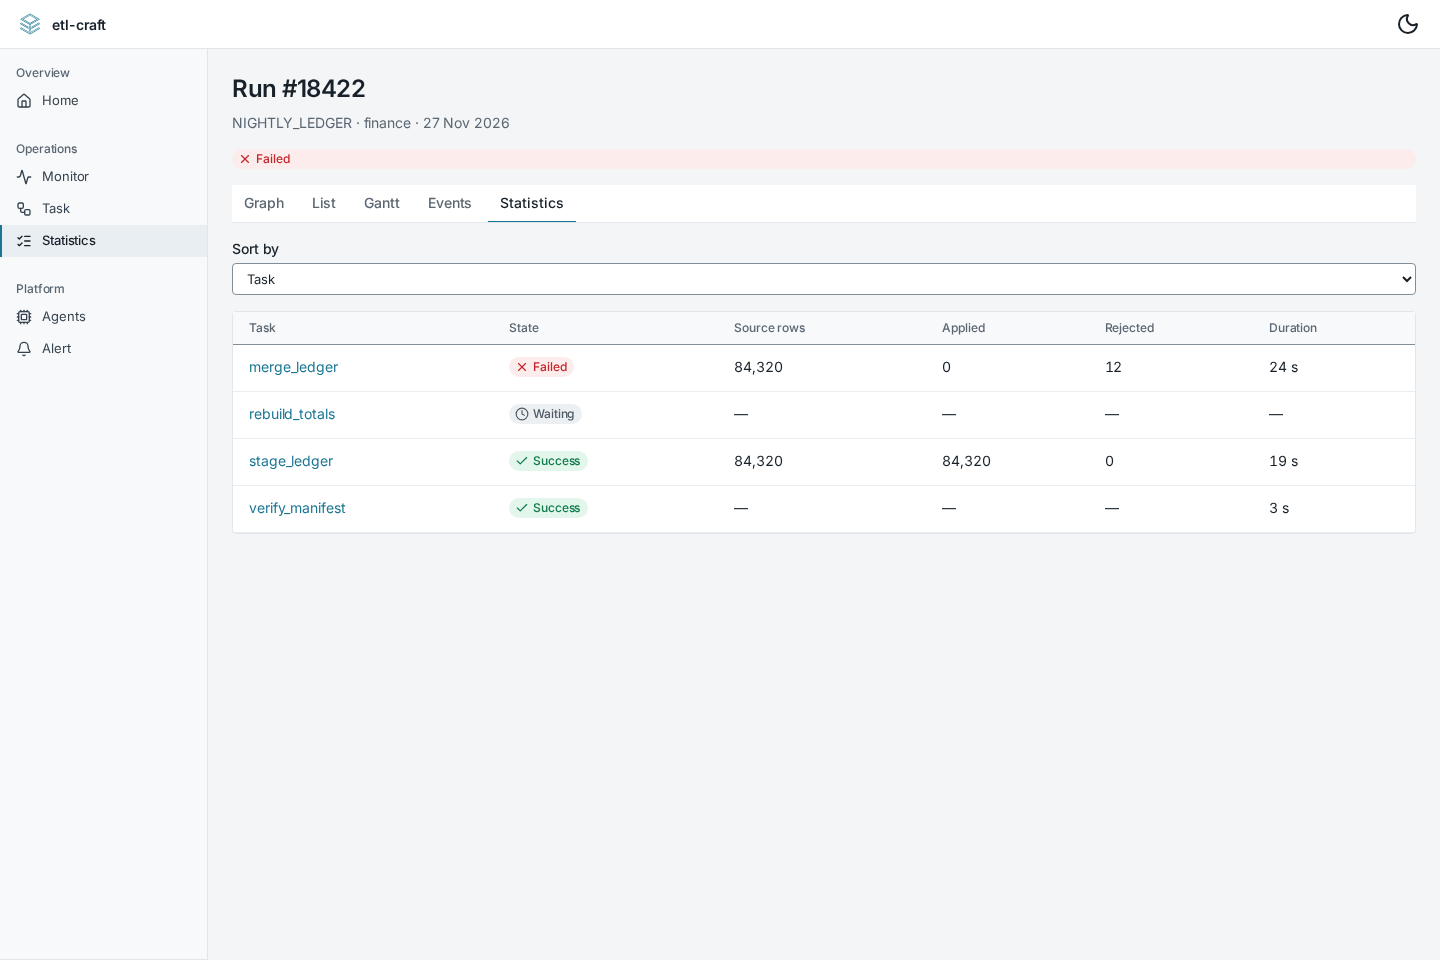 etl-craft
Overview
Home
Operations
Monitor
Task
Statistics
Platform
Agents
Alert
Run #18422
NIGHTLY_LEDGER · finance · 27 Nov 2026
Failed
Graph List Gantt Events Statistics
Sort by
Task
Task State Source rows Applied Rejected Duration
merge_ledger Failed 84,320 0 12 24 s
rebuild_totals Waiting — — — —
stage_ledger Success 84,320 84,320 0 19 s
verify_manifest Success — — — 3 s